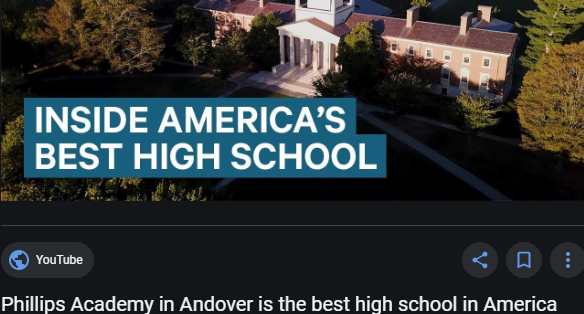 INSIDE AMERICA’S
BEST HIGH SCHOOL
YouTube
Phillips Academy in Andover is the best high school in America